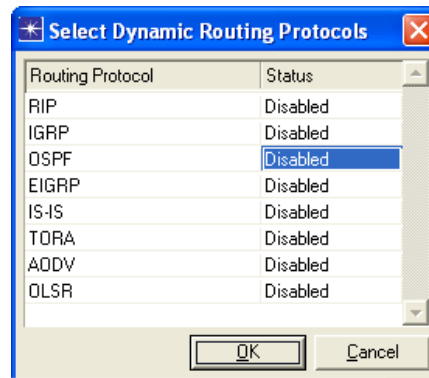 Select Dynamic Routing Protocols
Routing Protocol Status
RIP Disabled
IGRP Disabled
OSPF Disabled
EIGRP Disabled
IS-IS Disabled
TORA Disabled
AODV Disabled
OLSR Disabled
OK Cancel